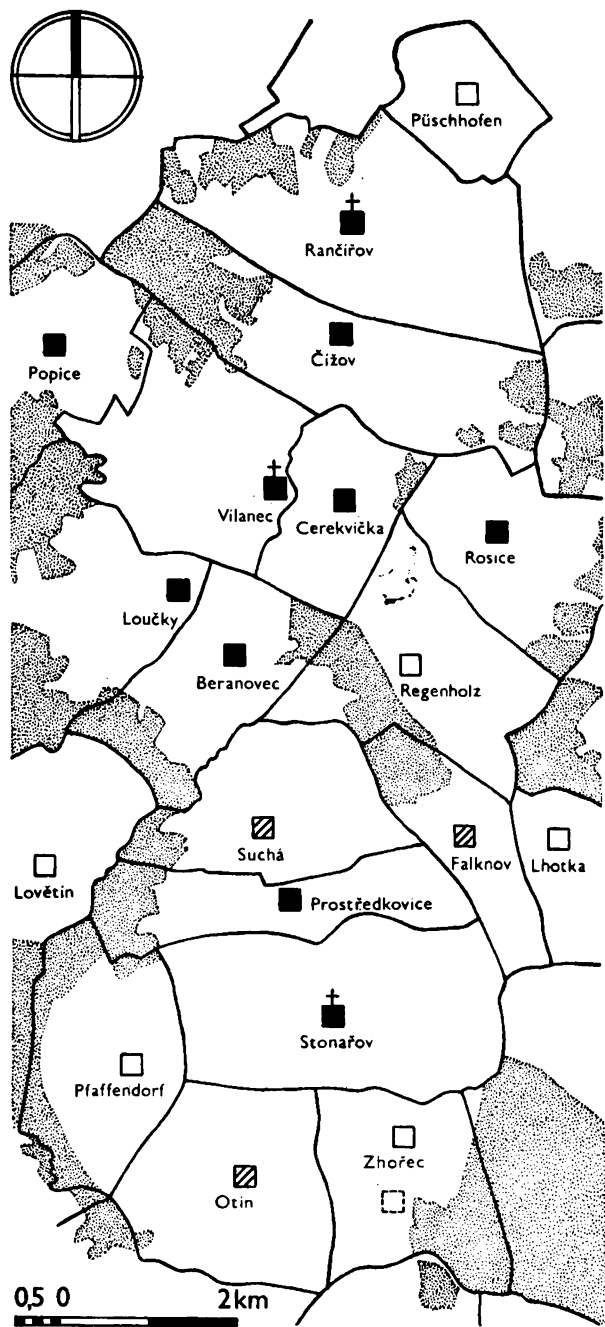 Püschhofen
Rančířov
Čížov
Popice
Vilanec
Cerekvička
Rosice
Loučky
Beranovec
Regenholz
Suchá
Falknov
Lhotka
Lovětín
Prostředkovice
Stonařov
Pfaffendorf
Zhořec
Otín
0,5 0 2km